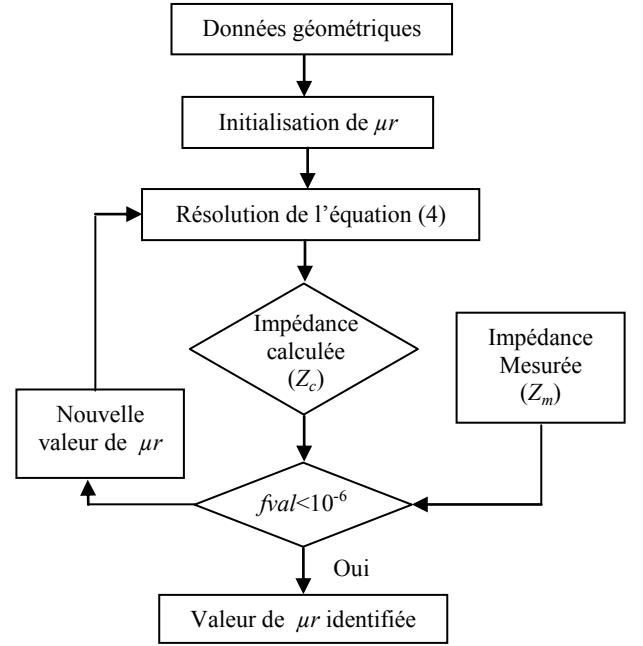 Données géométriques
Initialisation de µr
Résolution de l’équation (4)
Impédance
calculée
(Zc)
Impédance
Mesurée
(Zm)
Nouvelle
valeur de µr
fval<10-6
Oui
Valeur de µr identifiée